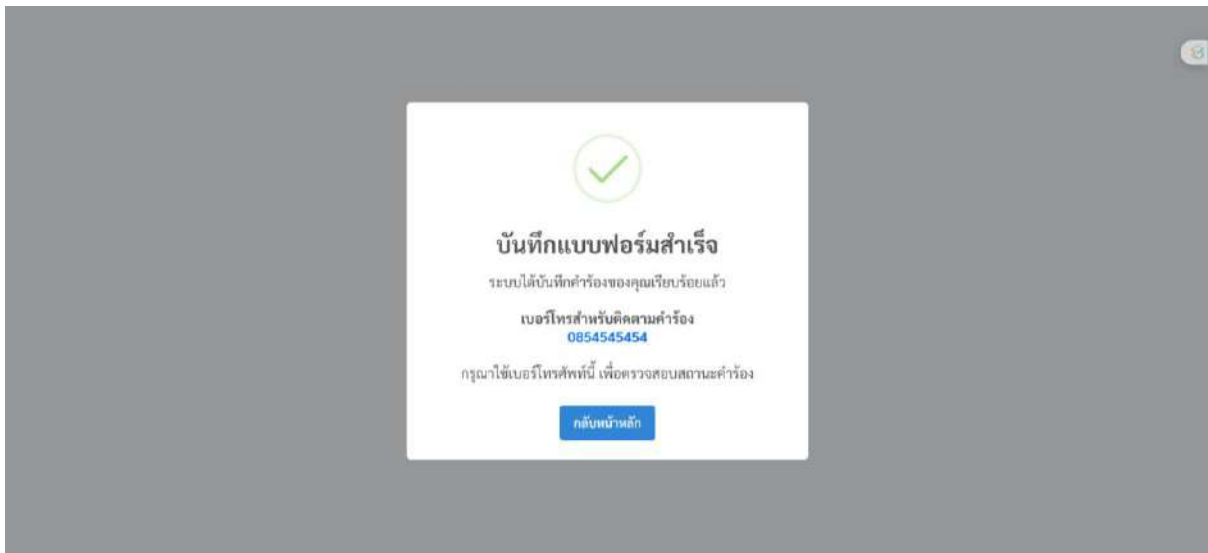 บันทึกแบบฟอร์มสำเร็จ
ระบบได้บันทึกคำร้องของคุณเรียบร้อยแล้ว
เบอร์โทรสำหรับติดตามคำร้อง
0854545454
กรุณาใช้เบอร์โทรศัพท์นี้ เพื่อตรวจสอบสถานะคำร้อง
กลับหน้าหลัก